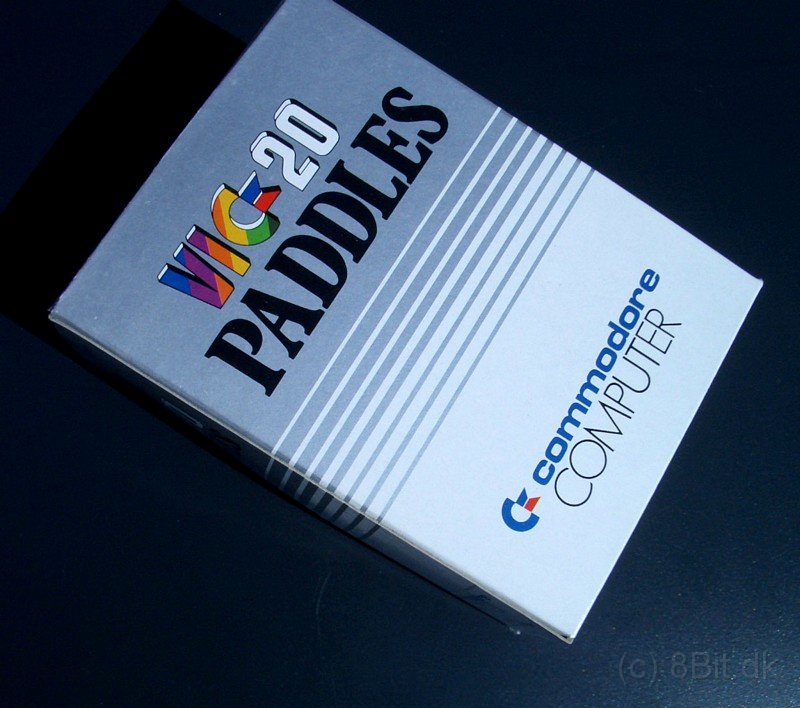 VIC-20
PADDLES
commodore
COMPUTER
(c) 8Bit.dk